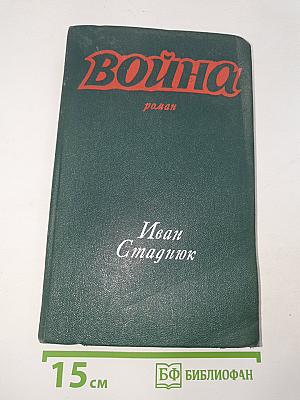 Война
роман
Иван
Стаднюк
15 см
БФ БИБЛИОФАН